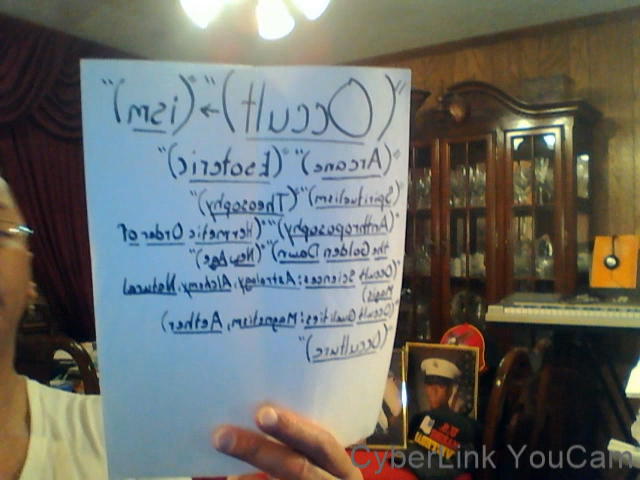 "(Occult)" ← "(ism)"
"(Arcane)" "(Esoteric)"
"(Spiritualism)" "(Theosophy)"
"(Anthroposophy)" "(Hermetic Order of
the Golden Dawn)" "(New Age)"
"(Occult Sciences: Astrology, Alchemy, Natural
Magic)
"(Occult Qualities: Magnetism, Aether)
"(Occulture)"
CyberLink YouCam